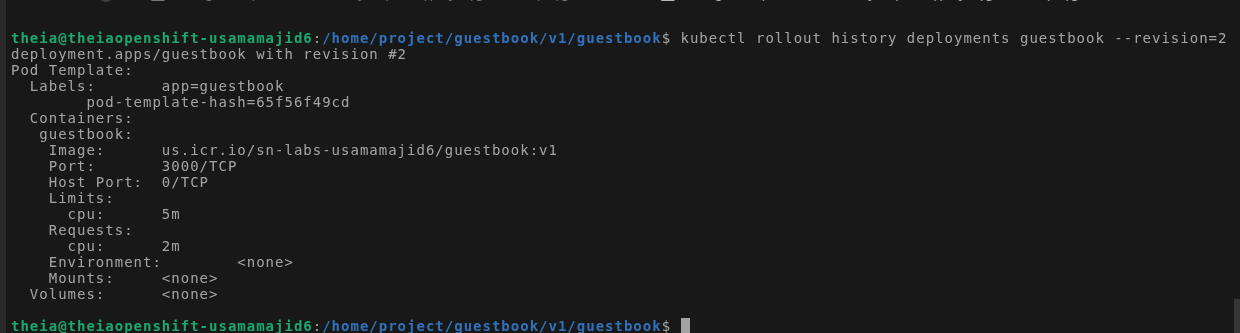 theia@theiaopenshift-usamamajid6:/home/project/guestbook/v1/guestbook$ kubectl rollout history deployments guestbook --revision=2
deployment.apps/guestbook with revision #2
Pod Template:
  Labels:       app=guestbook
        pod-template-hash=65f56f49cd
  Containers:
   guestbook:
    Image:      us.icr.io/sn-labs-usamamajid6/guestbook:v1
    Port:       3000/TCP
    Host Port:  0/TCP
    Limits:
      cpu:      5m
    Requests:
      cpu:      2m
    Environment:        <none>
    Mounts:     <none>
  Volumes:      <none>
theia@theiaopenshift-usamamajid6:/home/project/guestbook/v1/guestbook$